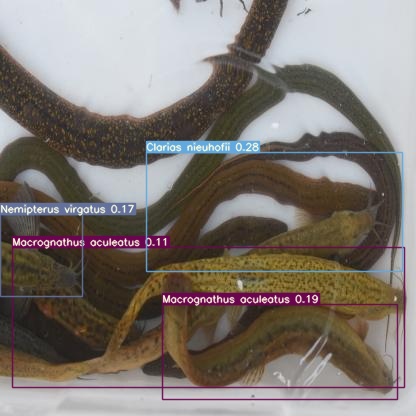 Clarias nieuhofii 0.28
Nemipterus virgatus 0.17
Macrognathus aculeatus 0.11
Macrognathus aculeatus 0.19